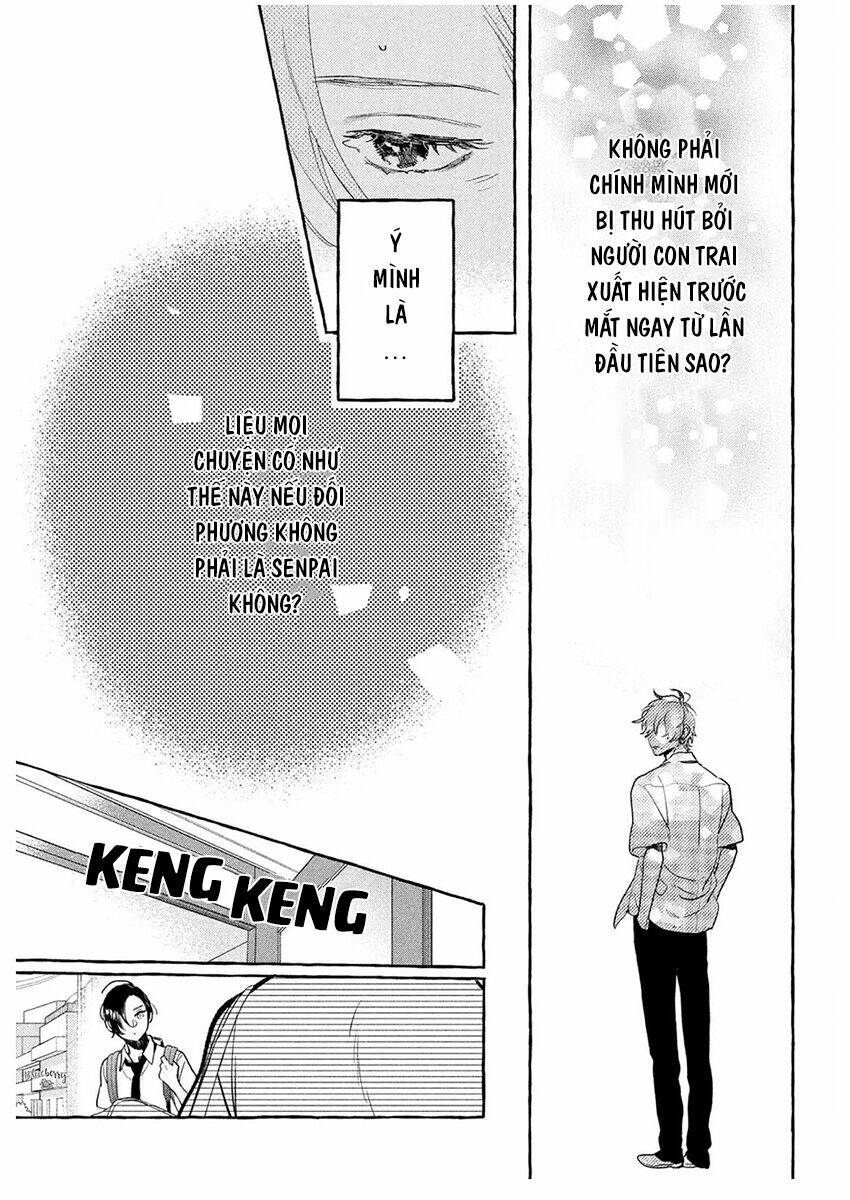 KHÔNG PHẢI
CHÍNH MÌNH MỚI
BỊ THU HÚT BỞI
NGƯỜI CON TRAI
XUẤT HIỆN TRƯỚC
MẮT NGAY TỪ LẦN
ĐẦU TIÊN SAO?
Ý
MÌNH
LÀ
...
LIỆU MỌI
CHUYỆN CÓ NHƯ
THẾ NÀY NẾU ĐỐI
PHƯƠNG KHÔNG
PHẢI LÀ SENPAI
KHÔNG?
KENG KENG